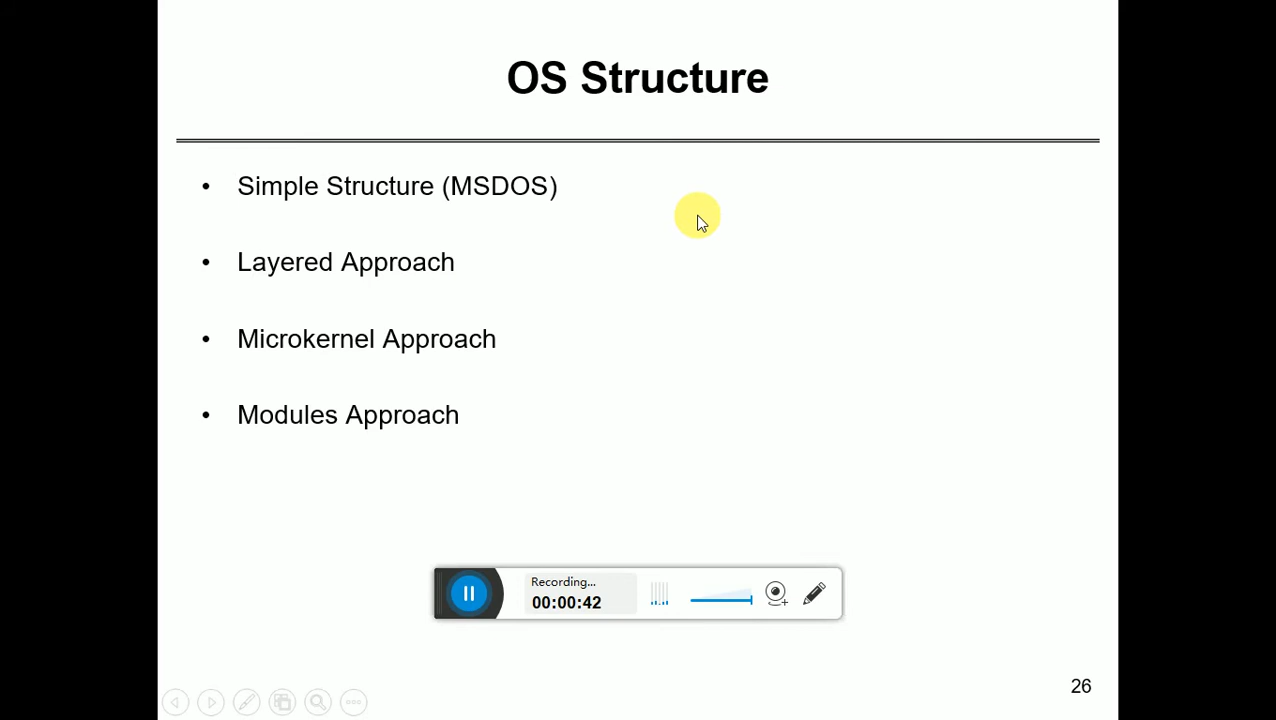 OS Structure
• Simple Structure (MSDOS)
• Layered Approach
• Microkernel Approach
• Modules Approach
Recording...
00:00:42
26